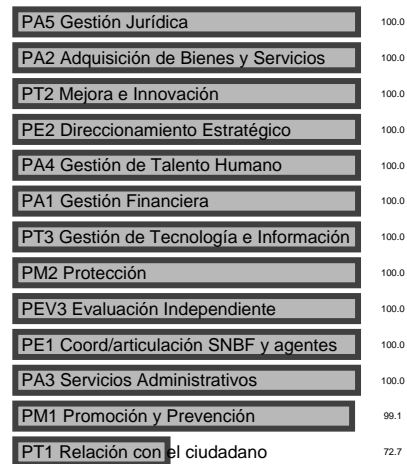 PA5 Gestión Jurídica 100.0
PA2 Adquisición de Bienes y Servicios 100.0
PT2 Mejora e Innovación 100.0
PE2 Direccionamiento Estratégico 100.0
PA4 Gestión de Talento Humano 100.0
PA1 Gestión Financiera 100.0
PT3 Gestión de Tecnología e Información 100.0
PM2 Protección 100.0
PEV3 Evaluación Independiente 100.0
PE1 Coord/articulación SNBF y agentes 100.0
PA3 Servicios Administrativos 100.0
PM1 Promoción y Prevención 99.1
PT1 Relación con el ciudadano 72.7